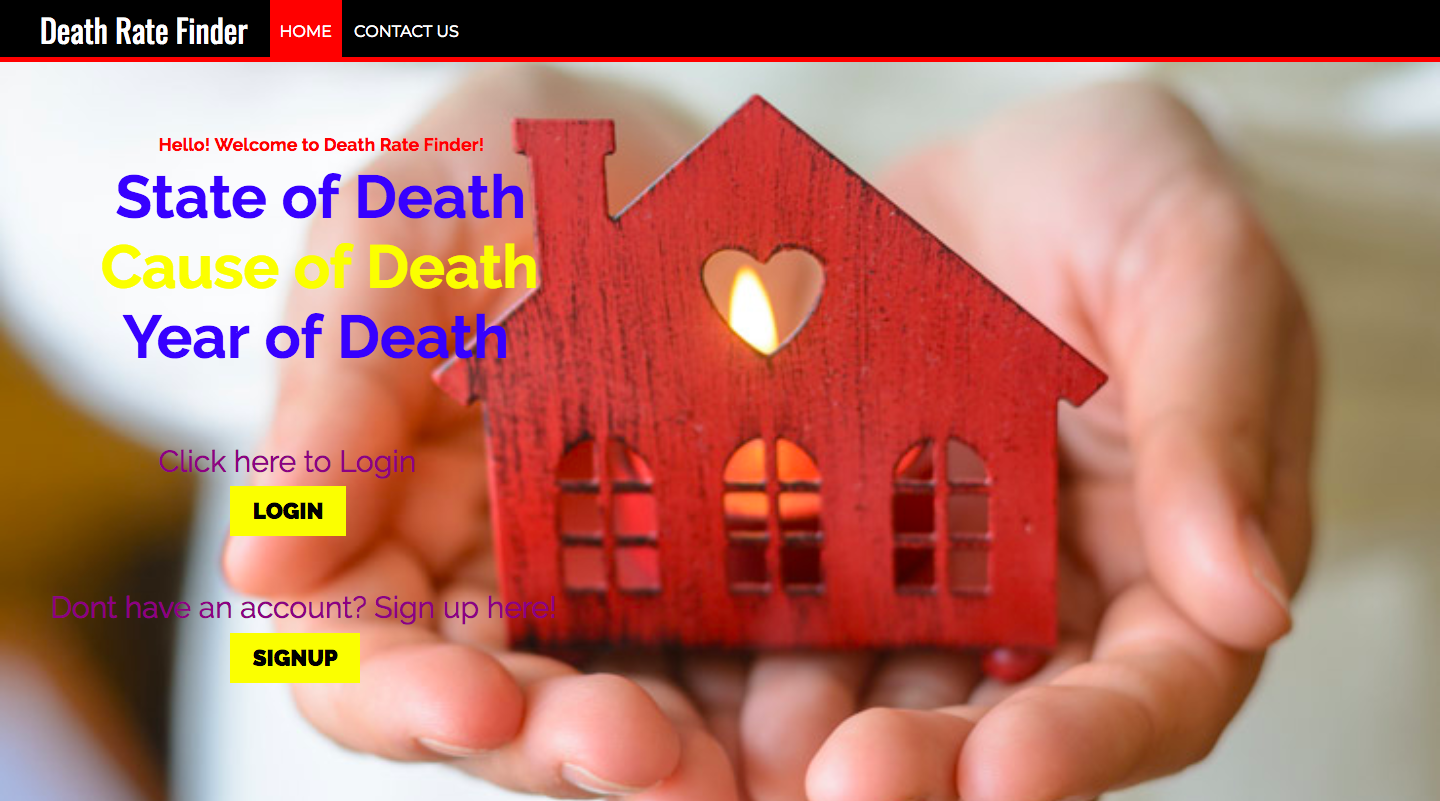 Death Rate Finder HOME CONTACT US
Hello! Welcome to Death Rate Finder!
State of Death
Cause of Death
Year of Death
Click here to Login
LOGIN
Dont have an account? Sign up here!
SIGNUP